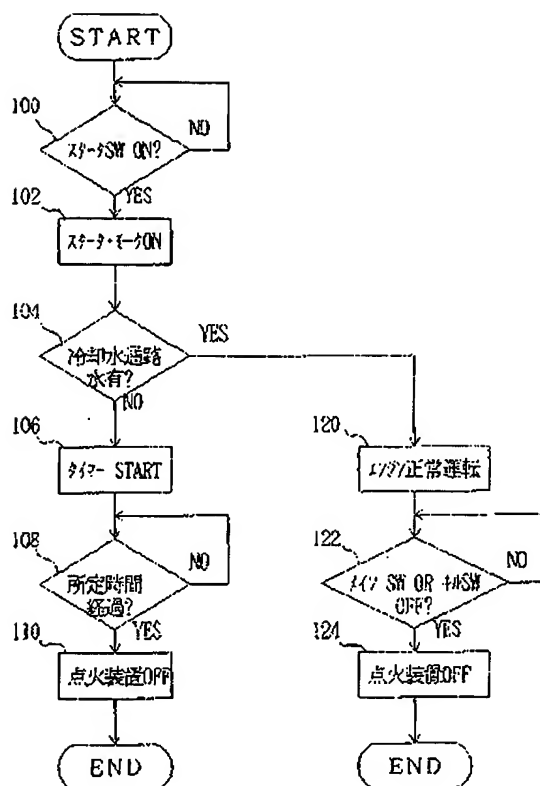 START
100
スタータSW ON?
NO
YES
102
スタータ・モータON
104
冷却水通路
水有?
YES
NO
106
タイマー START
108
所定時間
経過?
NO
YES
110
点火装置OFF
END
120
エンジン正常運転
122
メイン SW OR キルSW
OFF?
NO
YES
124
点火装置OFF
END